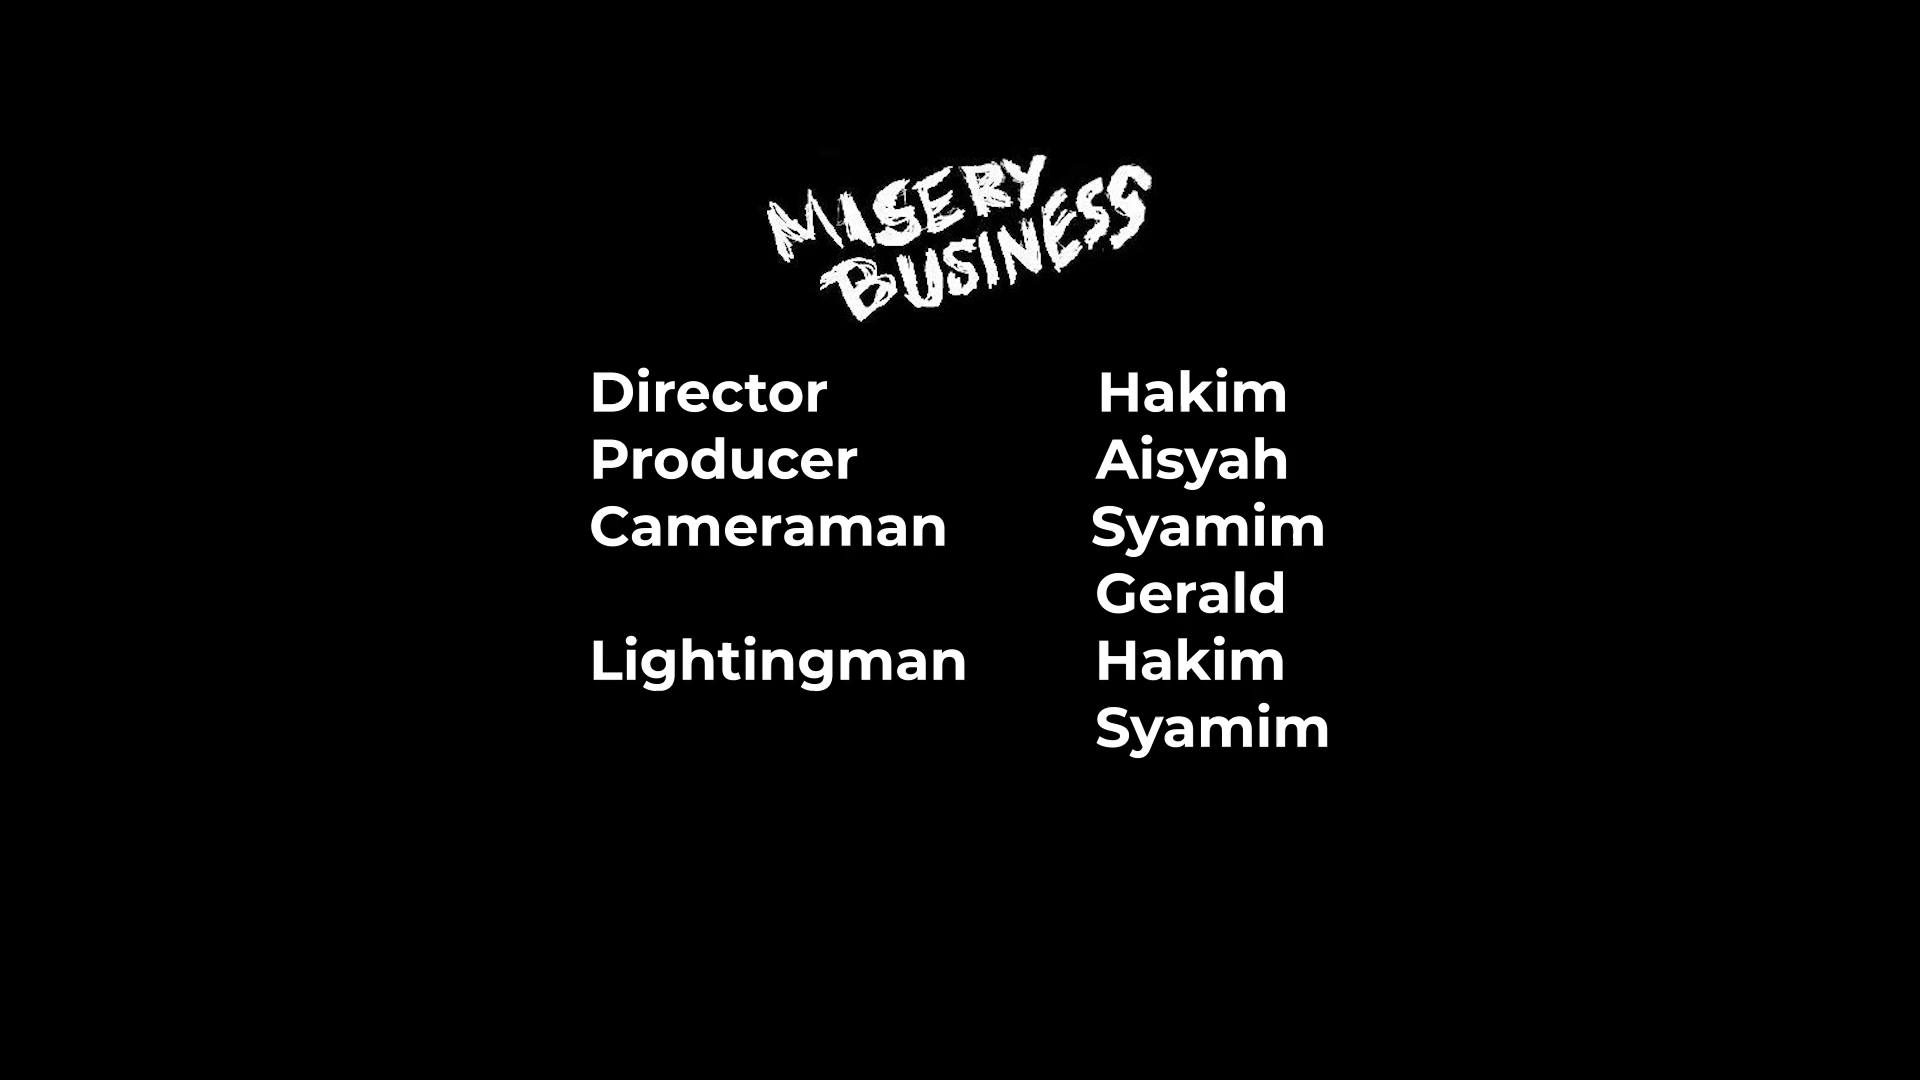 MISERY
BUSINESS
Director Hakim
Producer Aisyah
Cameraman Syamim
Gerald
Lightingman Hakim
Syamim